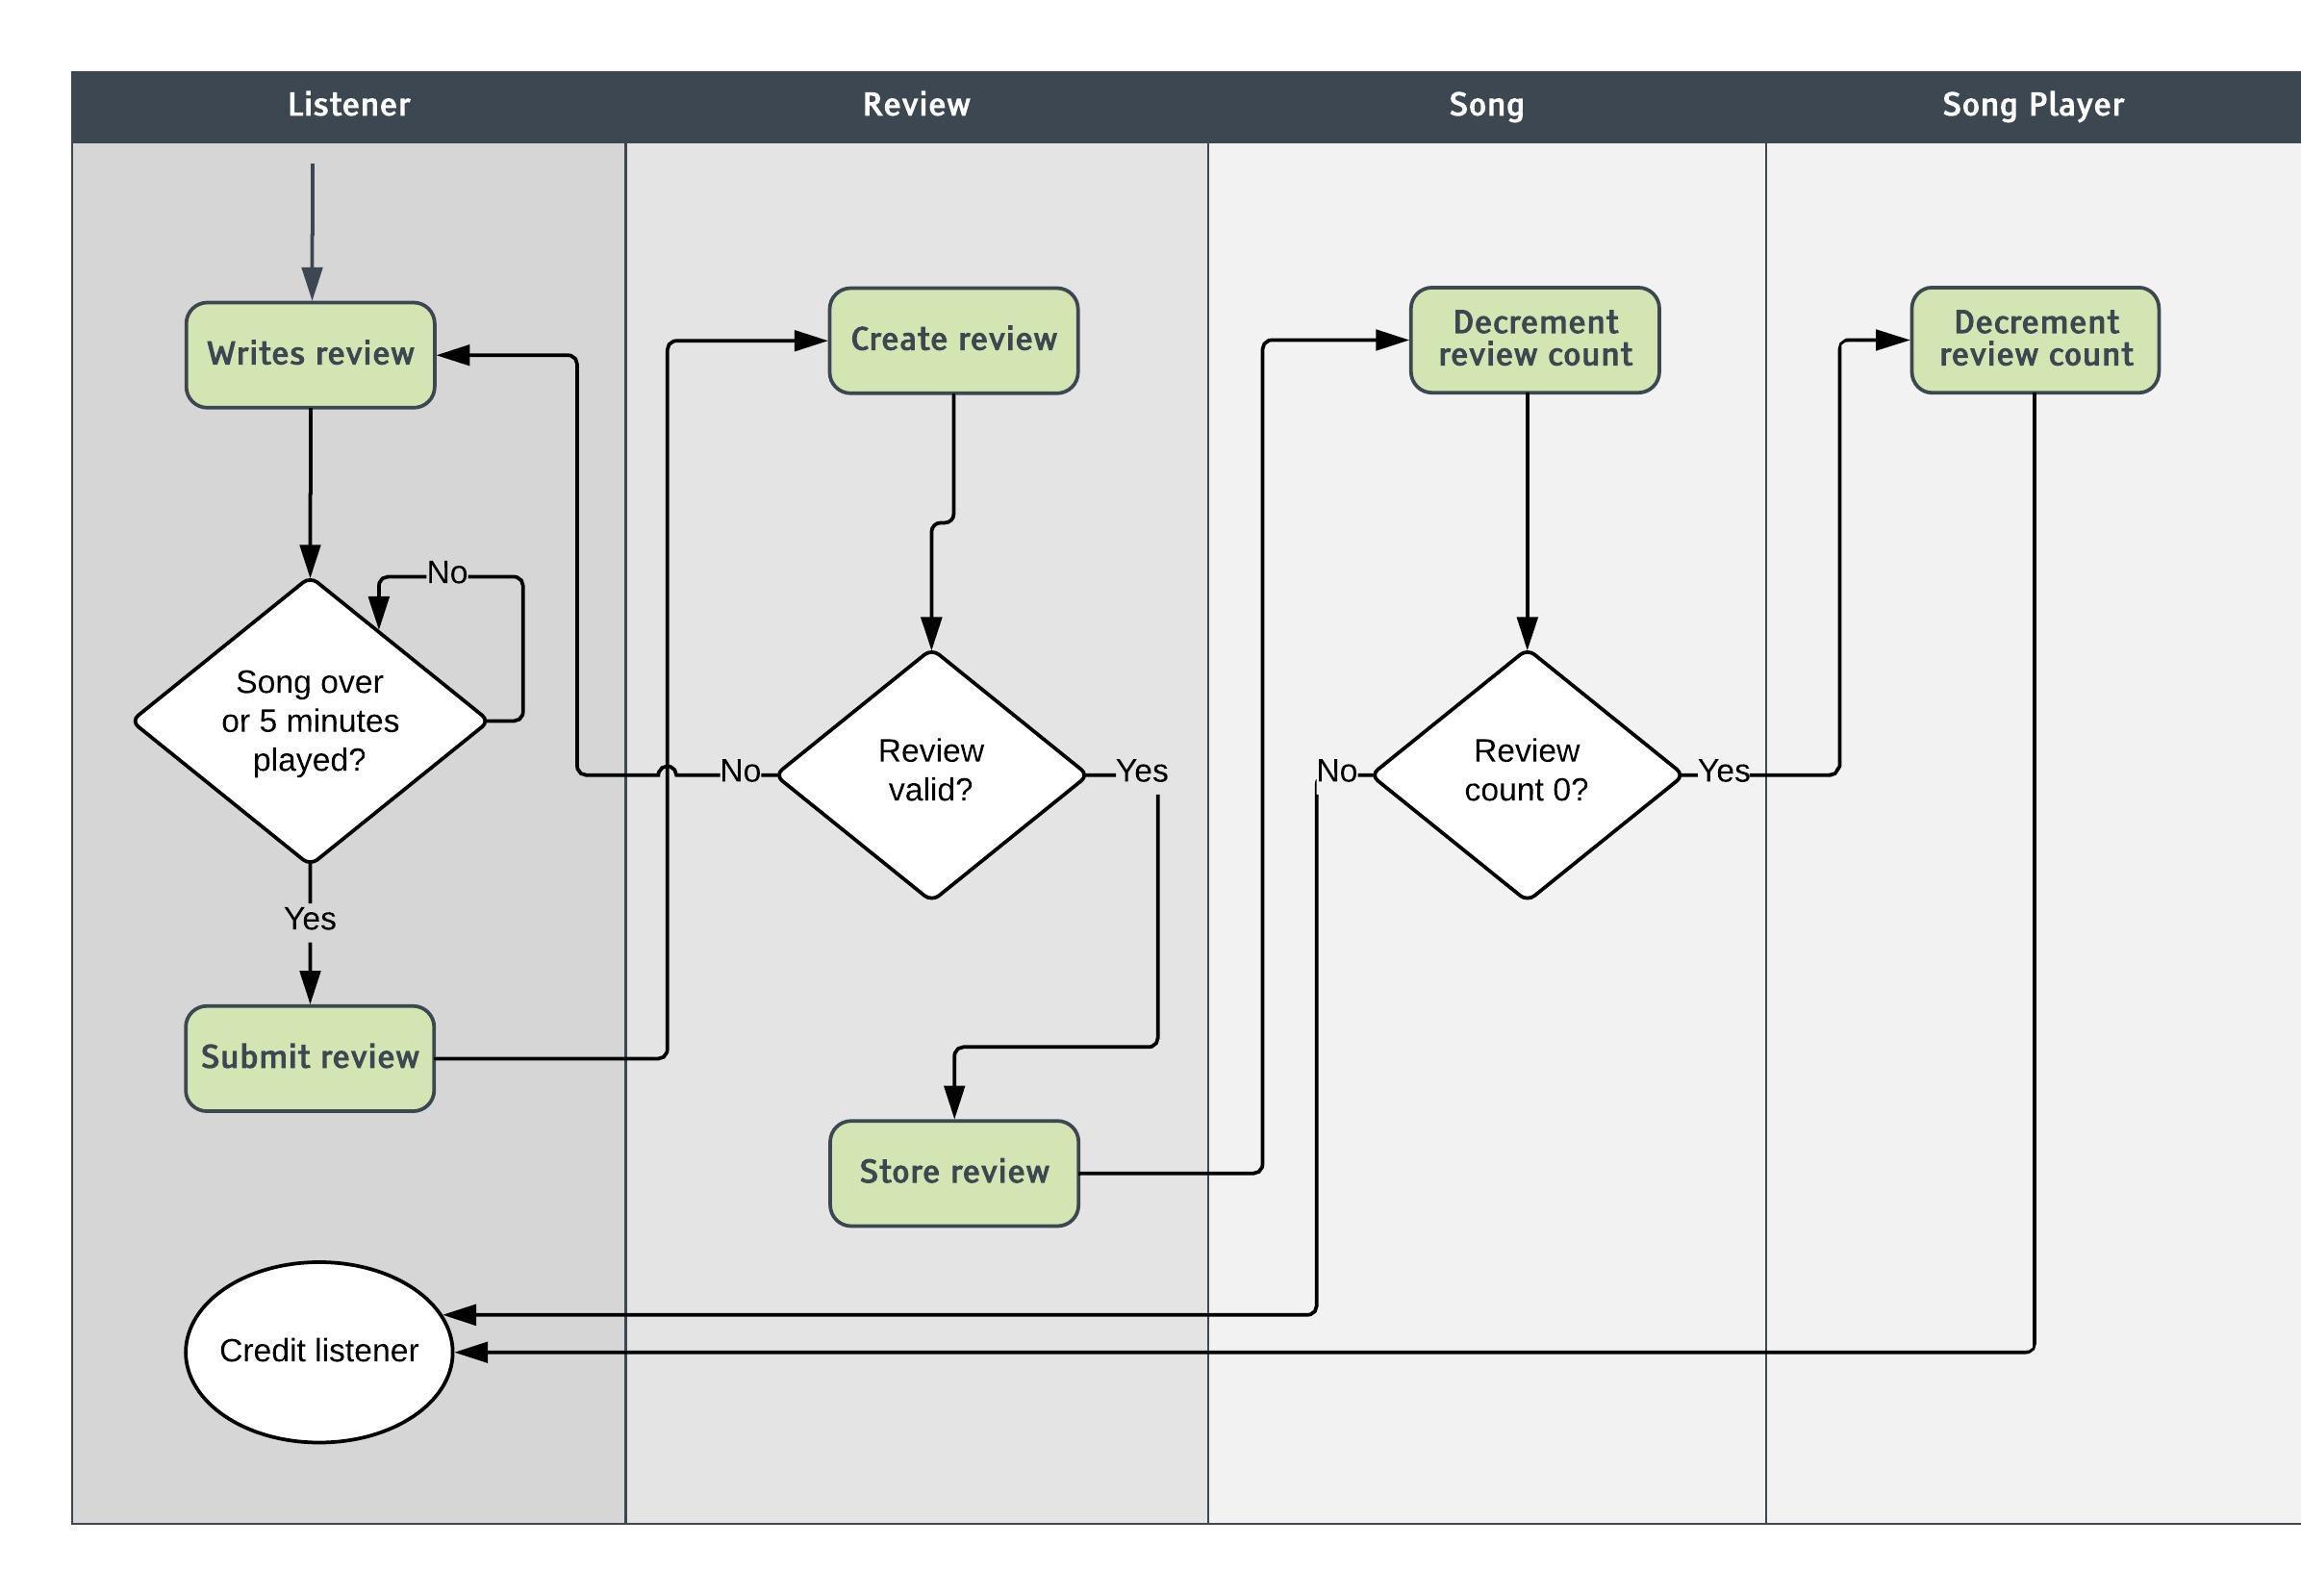 Listener
Review
Song
Song Player
Writes review
Create review
Decrement
review count
Decrement
review count
No
Song over
or 5 minutes
played?
No
Review
valid?
Yes
No
Review
count 0?
Yes
Yes
Submit review
Store review
Credit listener